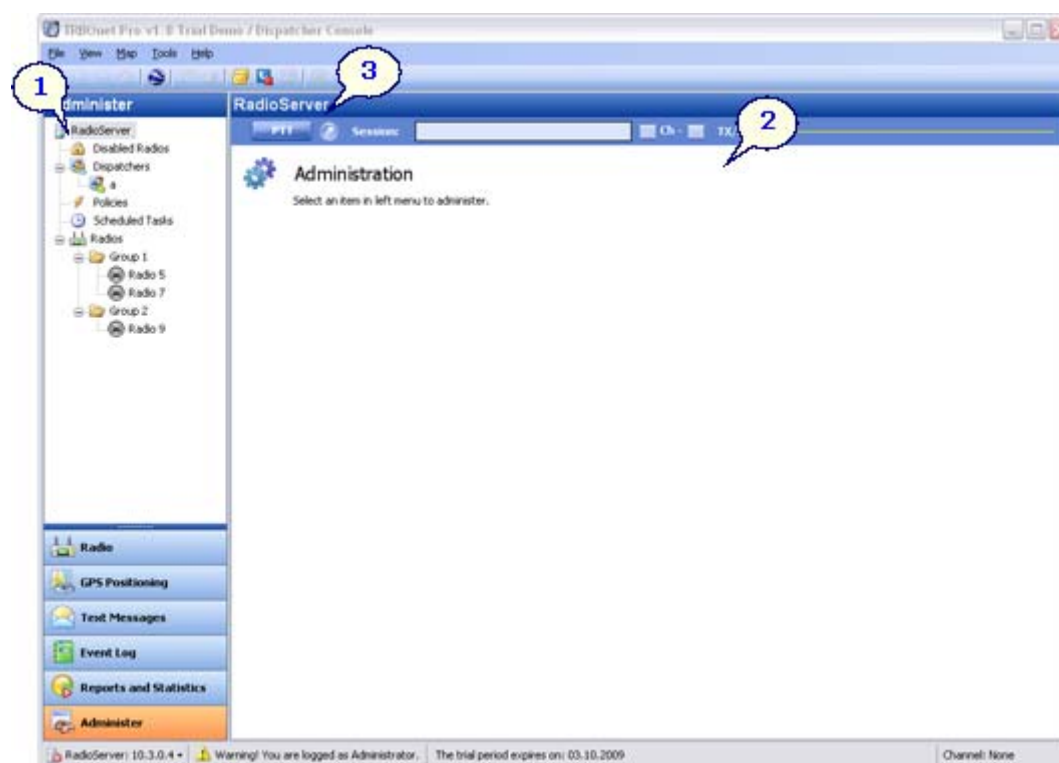 TRBOnet Pro v1.8 Trial Demo / Dispatcher Console
File View Map Tools Help
1
3
2
Administer
RadioServer
RadioServer
PTT Session: Ch - TX
Disabled Radios
Dispatchers
a
Policies
Scheduled Tasks
Radios
Group 1
Radio 5
Radio 7
Group 2
Radio 9
Administration
Select an item in left menu to administer.
Radio
GPS Positioning
Text Messages
Event Log
Reports and Statistics
Administer
RadioServer: 10.3.0.4 Warning! You are logged as Administrator. The trial period expires on: 03.10.2009 Channel: None